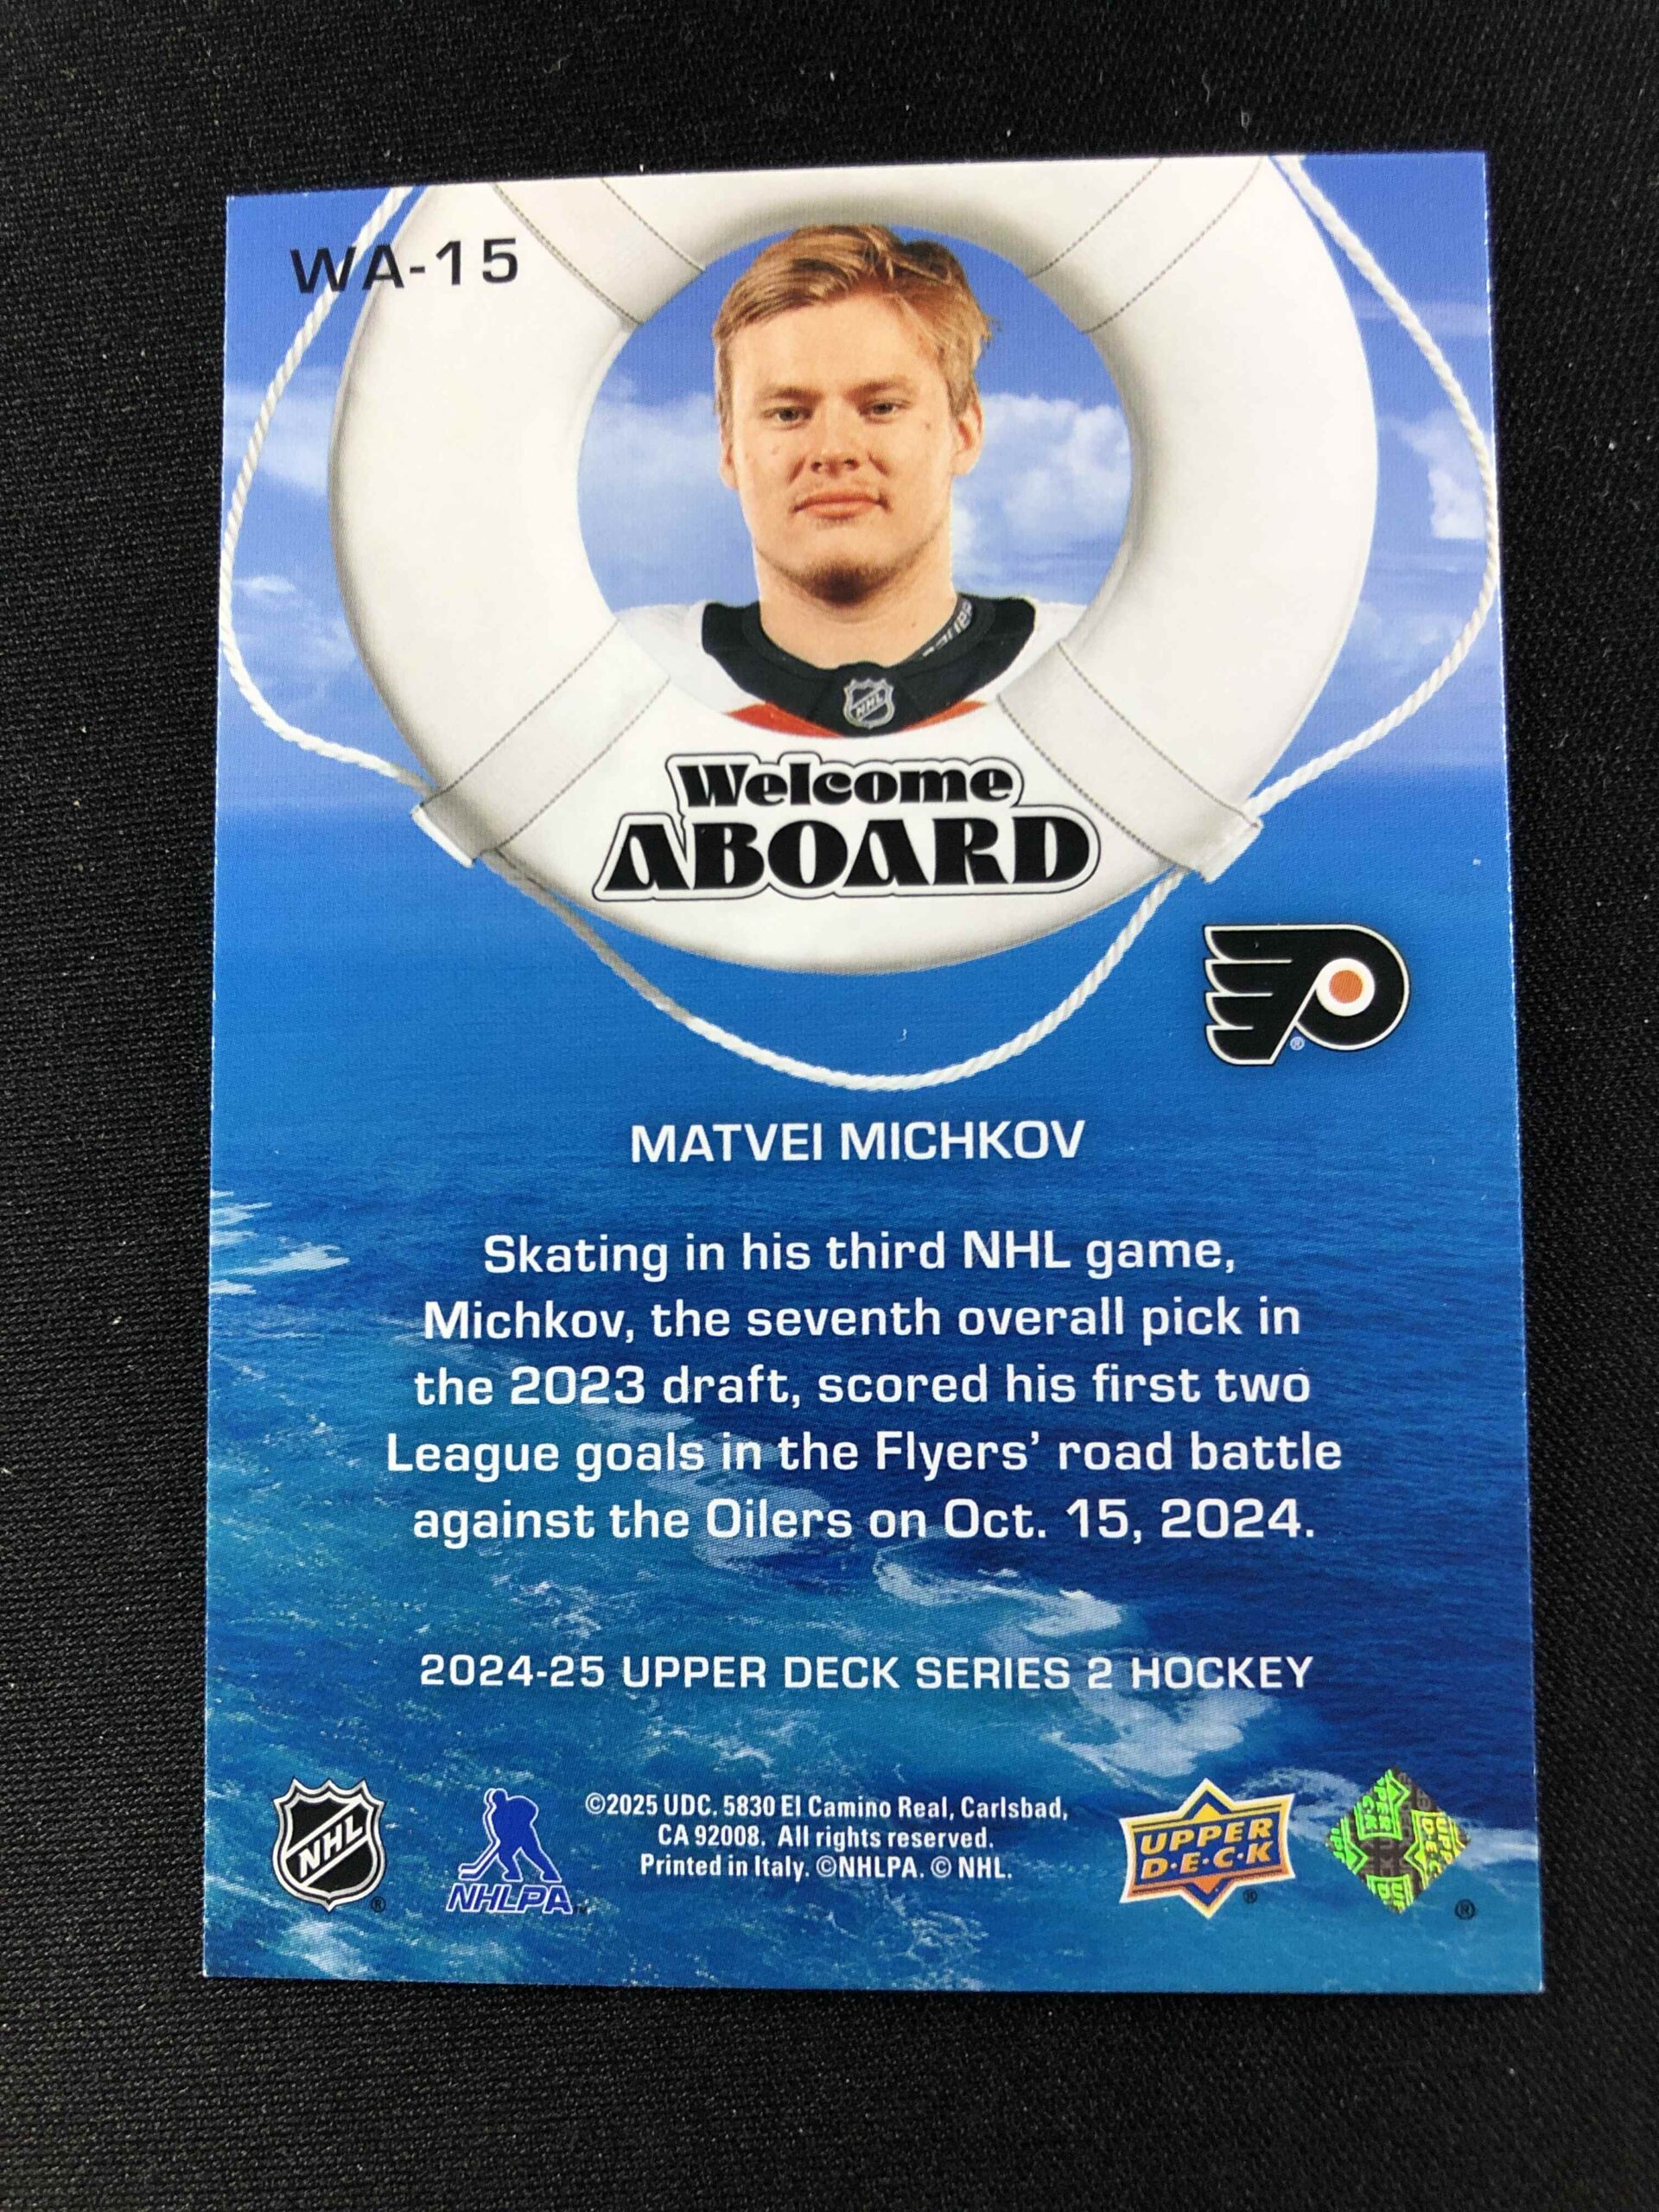 WA-15
NHL
Welcome
ABOARD
MATVEI MICHKOV
Skating in his third NHL game,
Michkov, the seventh overall pick in
the 2023 draft, scored his first two
League goals in the Flyers’ road battle
against the Oilers on Oct. 15, 2024.
2024-25 UPPER DECK SERIES 2 HOCKEY
NHL ®
NHLPA
©2025 UDC. 5830 El Camino Real, Carlsbad,
CA 92008. All rights reserved.
Printed in Italy. ©NHLPA. © NHL.
UPPER
D·E·C·K ®
®